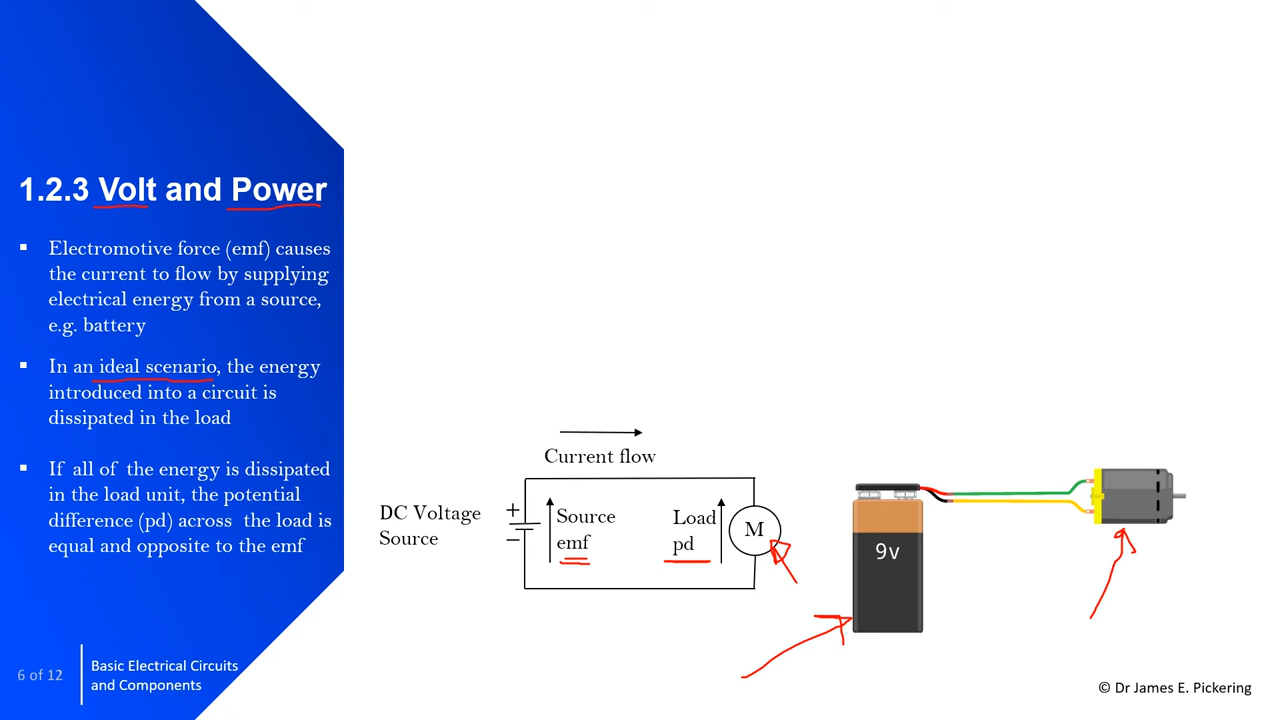 1.2.3 Volt and Power
▪ Electromotive force (emf) causes
the current to flow by supplying
electrical energy from a source,
e.g. battery
▪ In an ideal scenario, the energy
introduced into a circuit is
dissipated in the load
▪ If all of the energy is dissipated
in the load unit, the potential
difference (pd) across the load is
equal and opposite to the emf
6 of 12
Basic Electrical Circuits
and Components
Current flow
DC Voltage
Source
+
−
Source
emf
Load
pd
M
9v
© Dr James E. Pickering